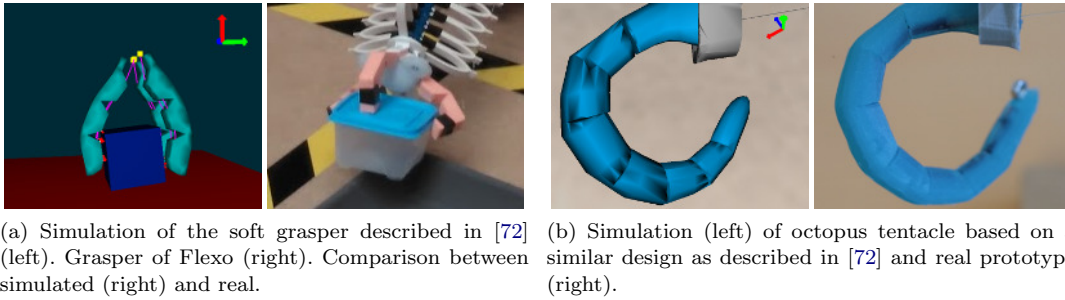 (a) Simulation of the soft grasper described in [72]
(left). Grasper of Flexo (right). Comparison between
simulated (right) and real.
(b) Simulation (left) of octopus tentacle based on
similar design as described in [72] and real prototyp
(right).